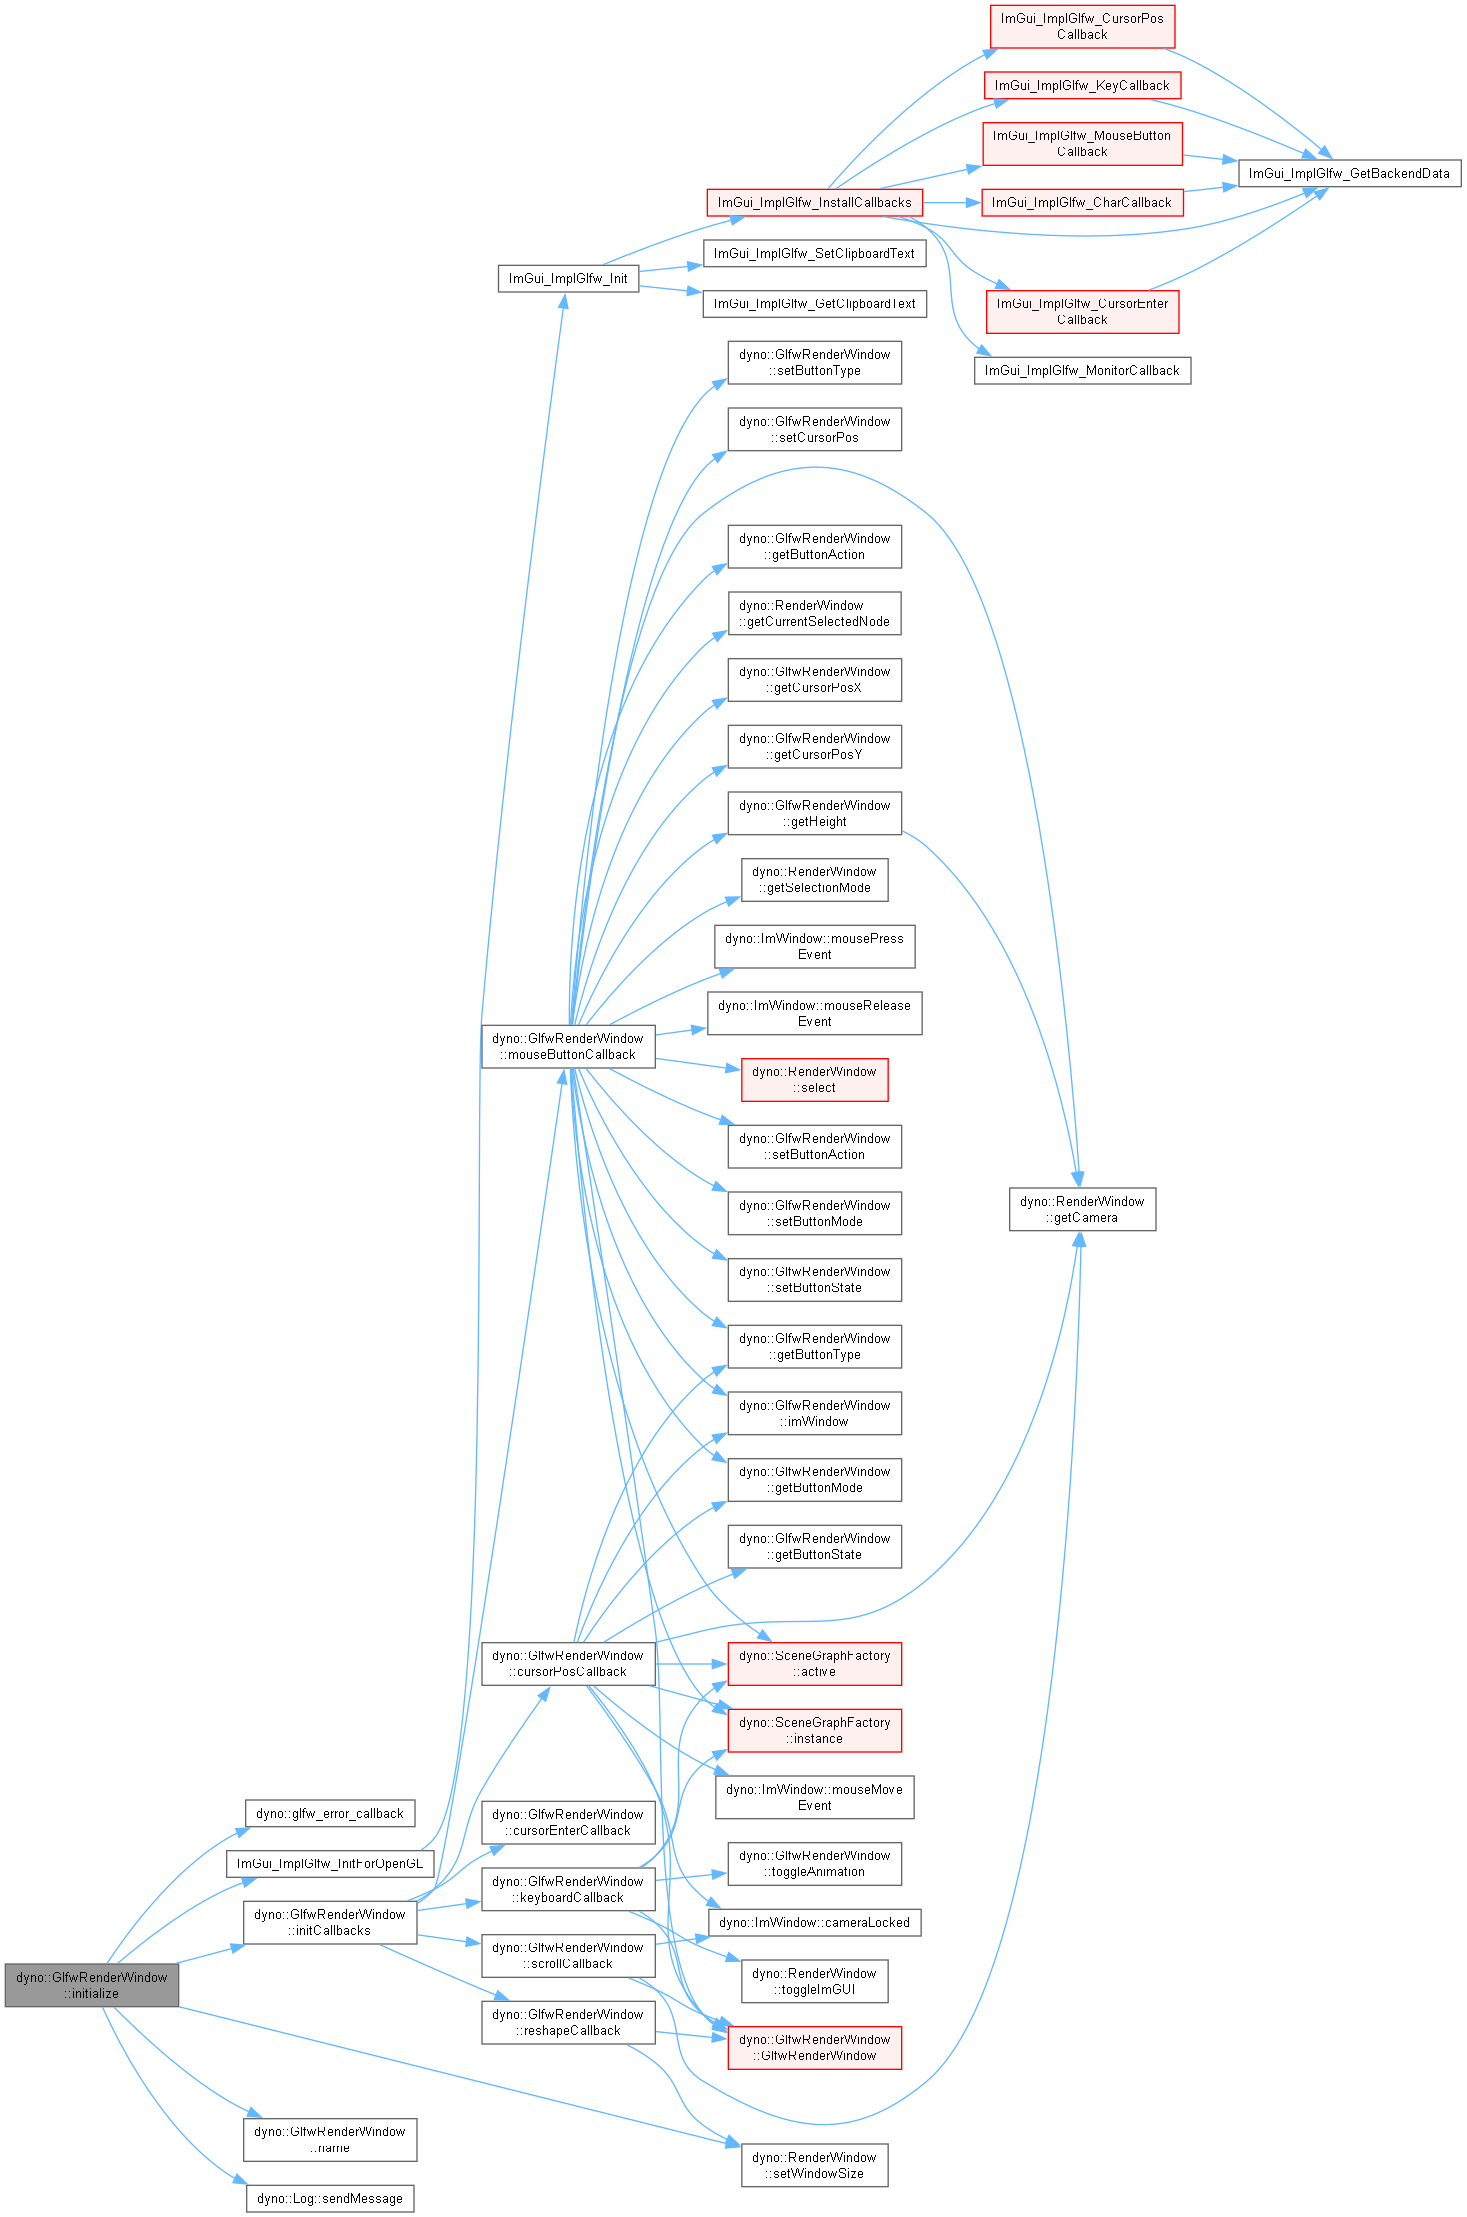 ImGui_ImplGlfw_CursorPos
Callback
ImGui_ImplGlfw_KeyCallback
ImGui_ImplGlfw_MouseButton
Callback
ImGui_ImplGlfw_GetBackendData
ImGui_ImplGlfw_InstallCallbacks
ImGui_ImplGlfw_CharCallback
ImGui_ImplGlfw_SetClipboardText
ImGui_ImplGlfw_Init
ImGui_ImplGlfw_GetClipboardText
ImGui_ImplGlfw_CursorEnter
Callback
ImGui_ImplGlfw_MonitorCallback
dyno::GlfwRenderWindow
::setButtonType
dyno::GlfwRenderWindow
::setCursorPos
dyno::GlfwRenderWindow
::getButtonAction
dyno::RenderWindow
::getCurrentSelectedNode
dyno::GlfwRenderWindow
::getCursorPosX
dyno::GlfwRenderWindow
::getCursorPosY
dyno::GlfwRenderWindow
::getHeight
dyno::RenderWindow
::getSelectionMode
dyno::ImWindow::mousePress
Event
dyno::ImWindow::mouseRelease
Event
dyno::GlfwRenderWindow
::mouseButtonCallback
dyno::RenderWindow
::select
dyno::GlfwRenderWindow
::setButtonAction
dyno::GlfwRenderWindow
::setButtonMode
dyno::RenderWindow
::getCamera
dyno::GlfwRenderWindow
::setButtonState
dyno::GlfwRenderWindow
::getButtonType
dyno::GlfwRenderWindow
::imWindow
dyno::GlfwRenderWindow
::getButtonMode
dyno::GlfwRenderWindow
::getButtonState
dyno::GlfwRenderWindow
::cursorPosCallback
dyno::SceneGraphFactory
::active
dyno::SceneGraphFactory
::instance
dyno::ImWindow::mouseMove
Event
dyno::glfw_error_callback
dyno::GlfwRenderWindow
::cursorEnterCallback
ImGui_ImplGlfw_InitForOpenGL
dyno::GlfwRenderWindow
::toggleAnimation
dyno::GlfwRenderWindow
::keyboardCallback
dyno::GlfwRenderWindow
::initCallbacks
dyno::ImWindow::cameraLocked
dyno::GlfwRenderWindow
::scrollCallback
dyno::GlfwRenderWindow
::initialize
dyno::RenderWindow
::toggleImGUI
dyno::GlfwRenderWindow
::reshapeCallback
dyno::GlfwRenderWindow
::GlfwRenderWindow
dyno::GlfwRenderWindow
::name
dyno::RenderWindow
::setWindowSize
dyno::Log::sendMessage